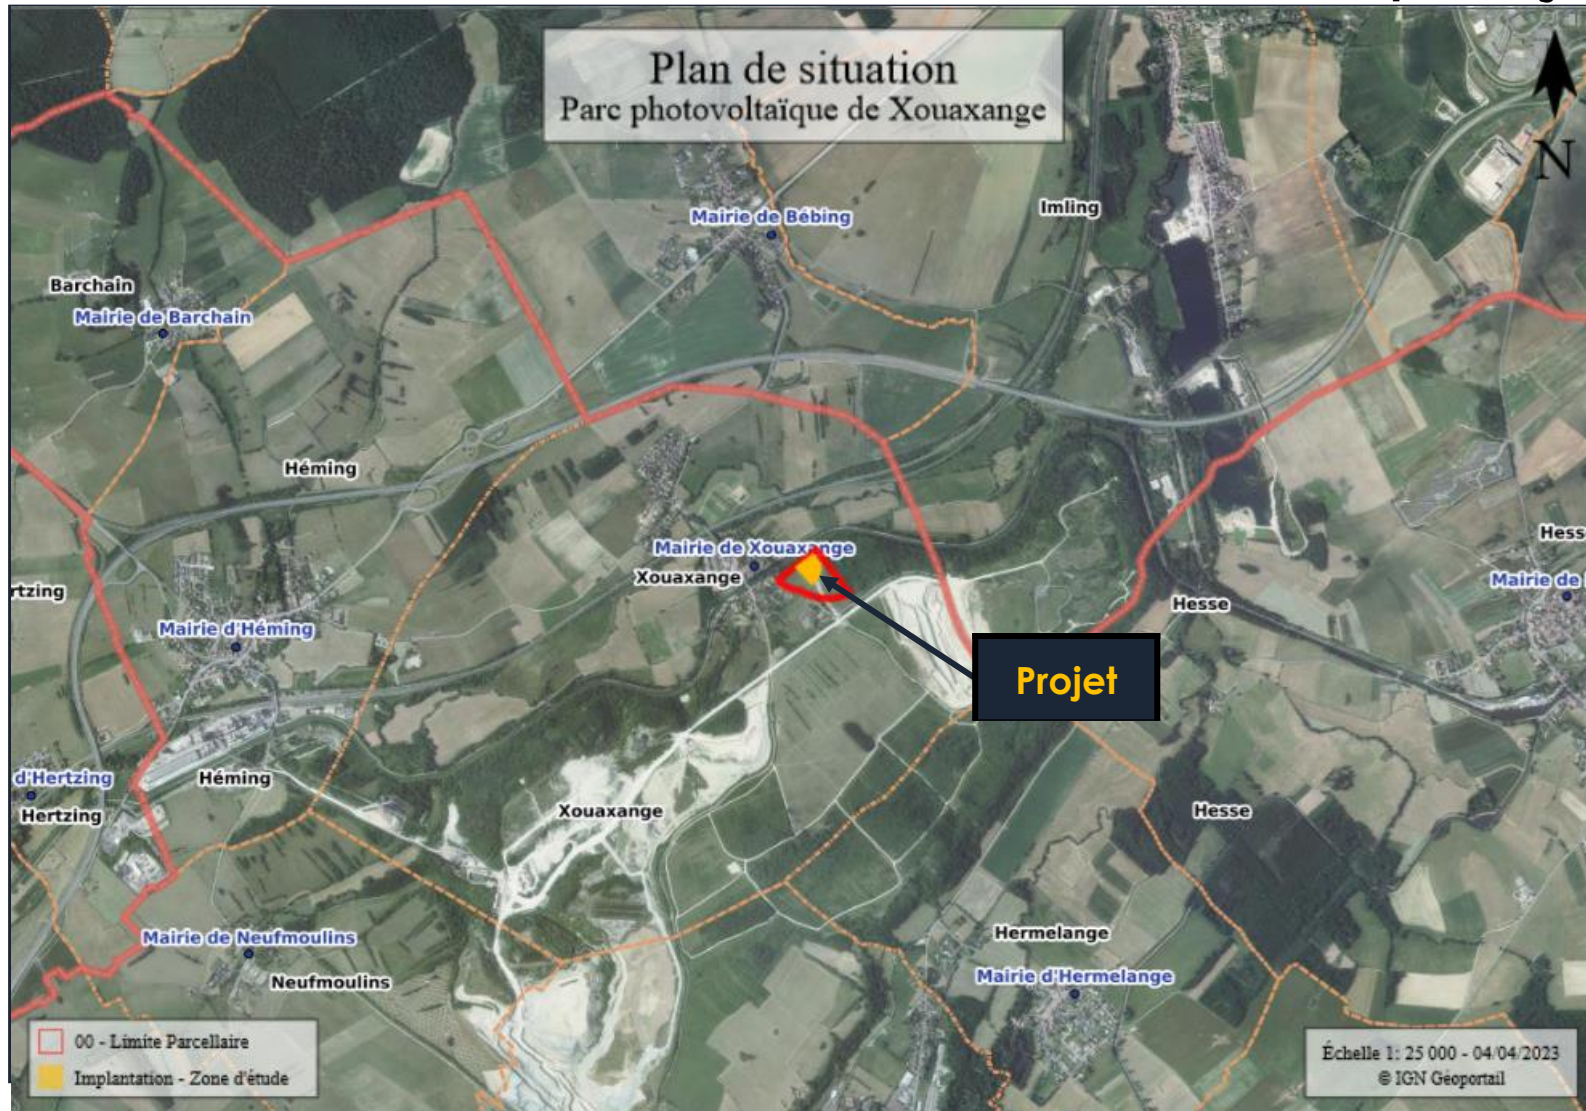 Plan de situation
Parc photovoltaïque de Xouaxange
N
Imling
Mairie de Bébing
Barchain
Mairie de Barchain
Héming
Hess
Mairie de Xouaxange
Xouaxange
rtzing
Mairie de
Hesse
Mairie d'Héming
Projet
d'Hertzing
Héming
Hertzing
Xouaxange
Hesse
Hermelange
Mairie de Neufmoulins
Mairie d'Hermelange
Neufmoulins
00 - Limite Parcellaire
Implantation - Zone d'étude
Échelle 1: 25 000 - 04/04/2023
© IGN Géoportail